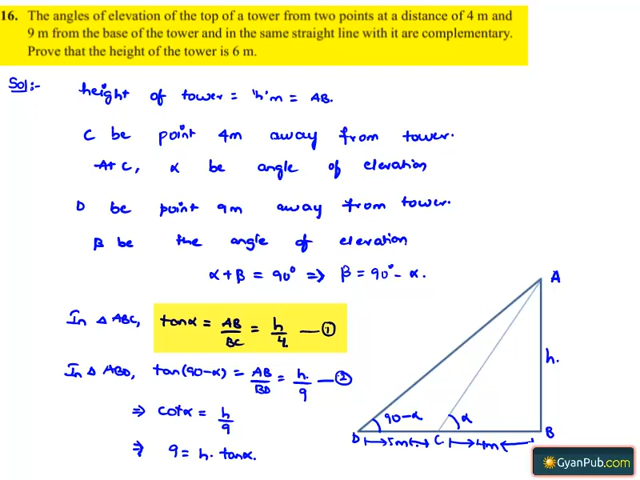 16. The angles of elevation of the top of a tower from two points at a distance of 4 m and
9 m from the base of the tower and in the same straight line with it are complementary.
Prove that the height of the tower is 6 m.
Sol:- height of tower = 'h' m = AB.
C be point 4m away from tower.
At C, α be angle of elevation
D be point 9m away from tower.
β be the angle of elevation
α + β = 90° ⇒ β = 90° - α.
In △ ABC, tanα = AB/BC = h/4 —①
In △ ABD, tan(90-α) = AB/BD = h/9 —②
⇒ cotα = h/9
⇒ 9 = h. tanα.
A
h.
90-α
α
D
5m
C
4m
B
GyanPub.com